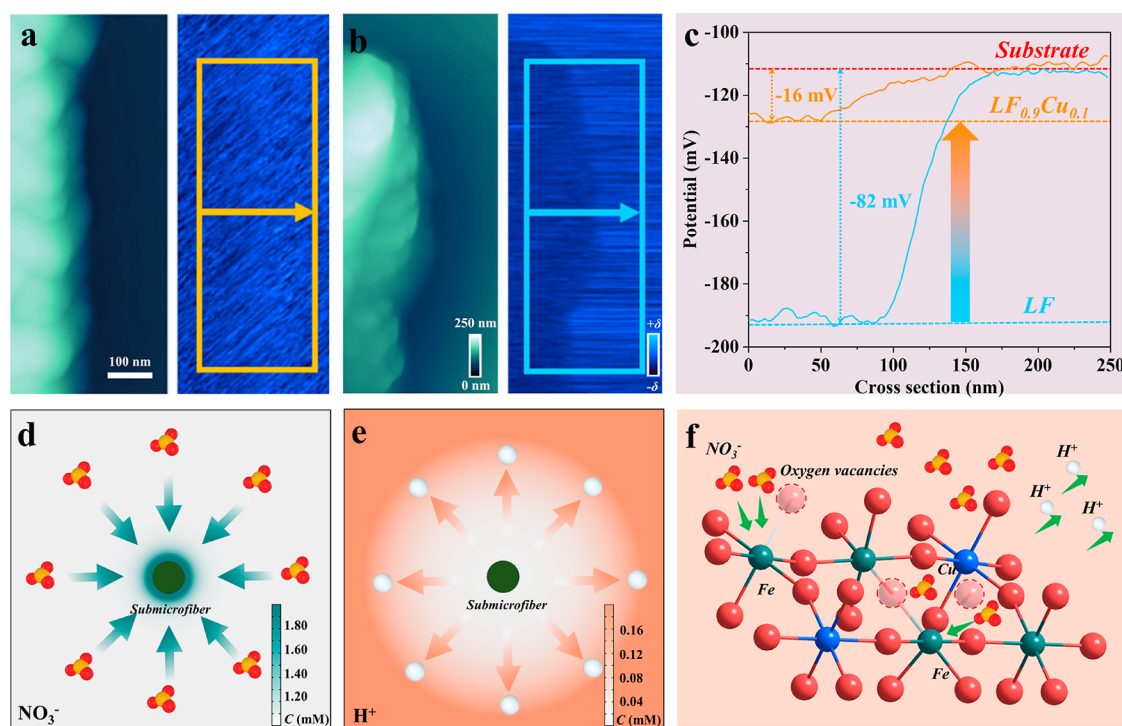 a
100 nm
b
250 nm
0 nm
+δ
-δ
c
-100
-120
-140
-160
-180
-200
Potential (mV)
0
50
100
150
200
250
Cross section (nm)
Substrate
-16 mV
LF0.9Cu0.1
-82 mV
LF
d
Submicrofiber
1.80
1.60
1.40
1.20
C (mM)
NO3-
e
Submicrofiber
0.16
0.12
0.08
0.04
C (mM)
H+
f
NO3-
Oxygen vacancies
H+
H+
H+
Fe
Cu
Fe